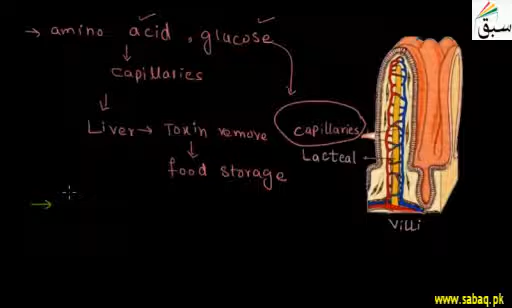 → amino acid, glucose
↓
Capillaries
↓
Liver → Toxin remove
↓
food storage
→
capillaries
Lacteal
Villi
سبق
www.sabaq.pk